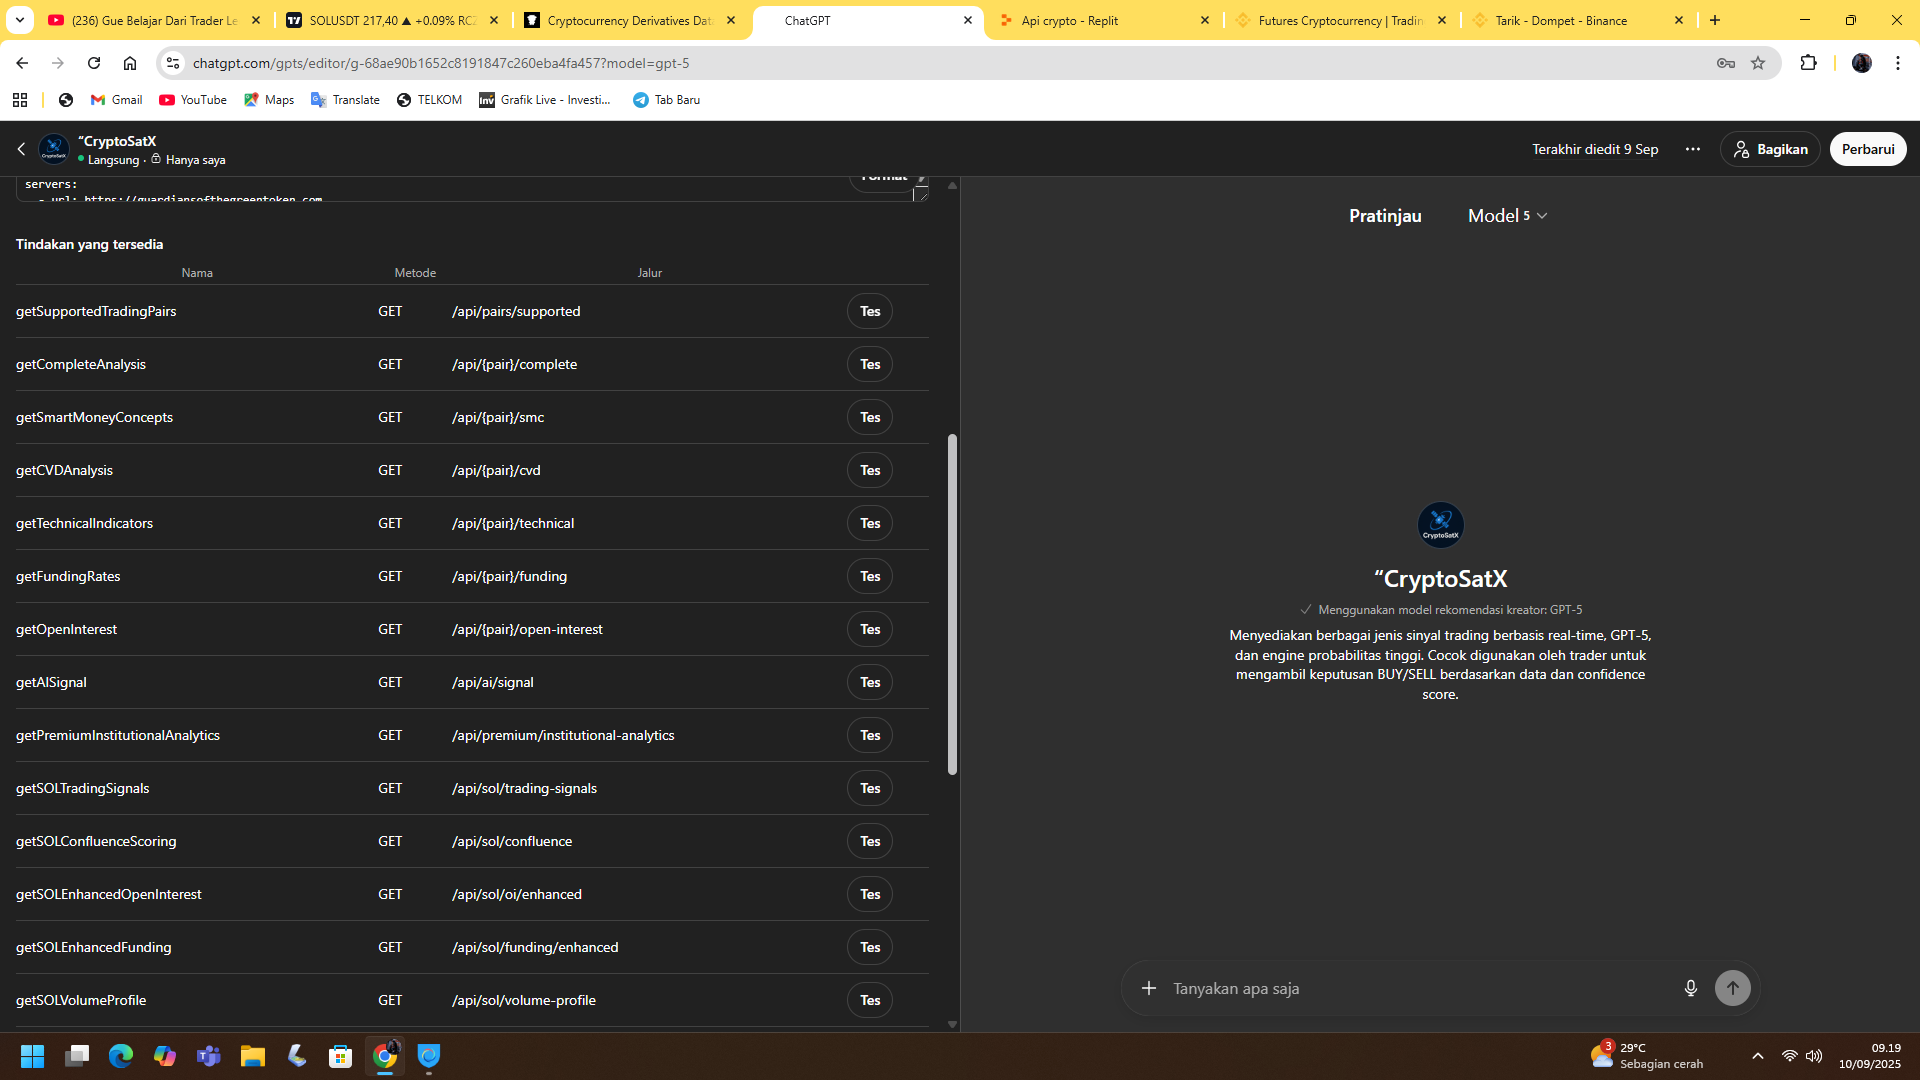 (236) Gue Belajar Dari Trader Le
SOLUSDT 217,40 ▲ +0.09% RCZ
Cryptocurrency Derivatives Dat
ChatGPT
Api crypto - Replit
Futures Cryptocurrency | Tradin
Tarik - Dompet - Binance
chatgpt.com/gpts/editor/g-68ae90b1652c8191847c260eba4fa457?model=gpt-5
Gmail
YouTube
Maps
Translate
TELKOM
Inv
Grafik Live - Investi...
Tab Baru
“CryptoSatX
Langsung · Hanya saya
Terakhir diedit 9 Sep
Bagikan
Perbarui
servers:
Format
- url: https://guardiansofthegreentoken.com
Tindakan yang tersedia
Nama Metode Jalur
getSupportedTradingPairs GET /api/pairs/supported Tes
getCompleteAnalysis GET /api/{pair}/complete Tes
getSmartMoneyConcepts GET /api/{pair}/smc Tes
getCVDAnalysis GET /api/{pair}/cvd Tes
getTechnicalIndicators GET /api/{pair}/technical Tes
getFundingRates GET /api/{pair}/funding Tes
getOpenInterest GET /api/{pair}/open-interest Tes
getAISignal GET /api/ai/signal Tes
getPremiumInstitutionalAnalytics GET /api/premium/institutional-analytics Tes
getSOLTradingSignals GET /api/sol/trading-signals Tes
getSOLConfluenceScoring GET /api/sol/confluence Tes
getSOLEnhancedOpenInterest GET /api/sol/oi/enhanced Tes
getSOLEnhancedFunding GET /api/sol/funding/enhanced Tes
getSOLVolumeProfile GET /api/sol/volume-profile Tes
Pratinjau
Model 5
CryptoSatX
“CryptoSatX
Menggunakan model rekomendasi kreator: GPT-5
Menyediakan berbagai jenis sinyal trading berbasis real-time, GPT-5,
dan engine probabilitas tinggi. Cocok digunakan oleh trader untuk
mengambil keputusan BUY/SELL berdasarkan data dan confidence
score.
Tanyakan apa saja
3
29°C
Sebagian cerah
09.19
10/09/2025